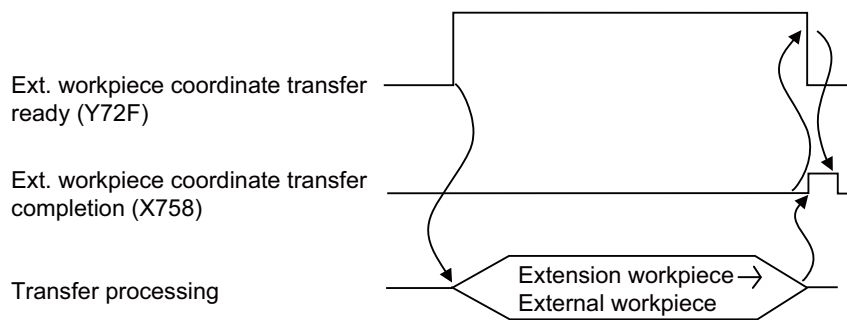 Ext. workpiece coordinate transfer
ready (Y72F)
Ext. workpiece coordinate transfer
completion (X758)
Transfer processing
Extension workpiece →
External workpiece